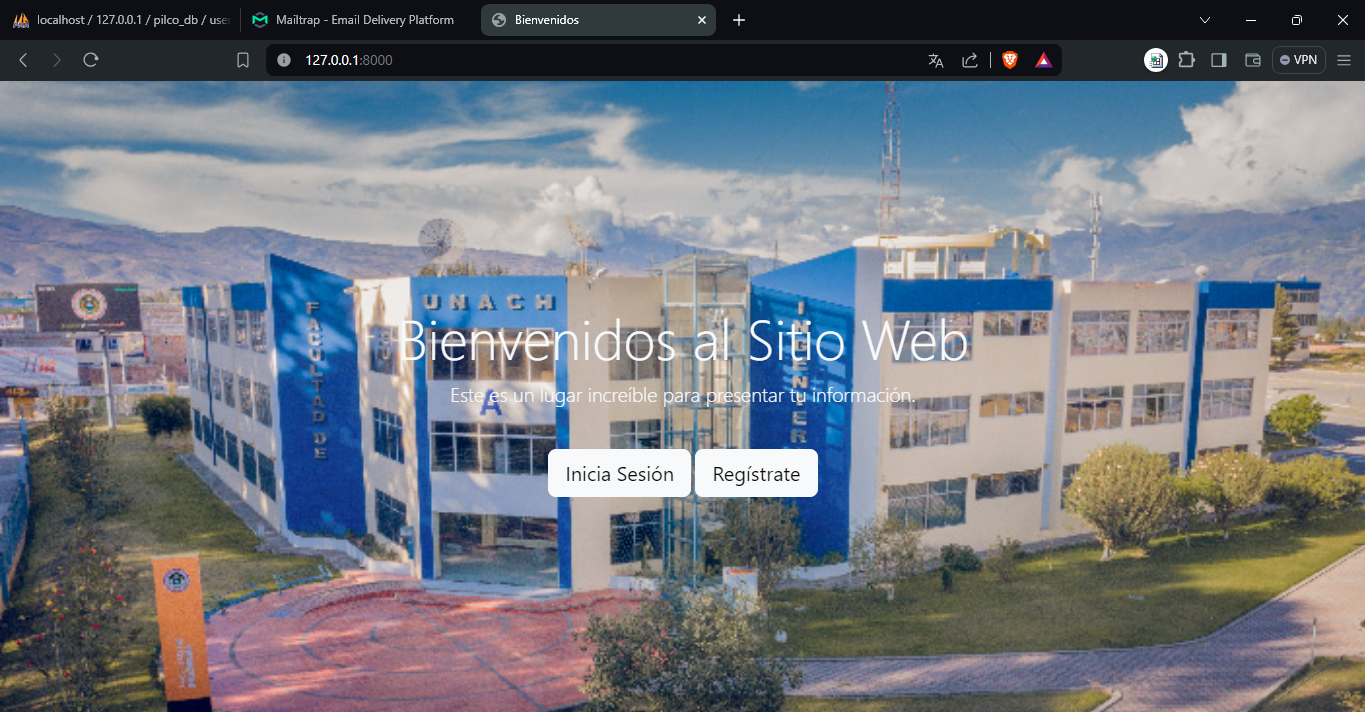 localhost / 127.0.0.1 / pilco_db / use
Mailtrap - Email Delivery Platform
Bienvenidos
127.0.0.1:8000
VPN
UNACH
FACULTAD DE
INGENIER
Bienvenidos al Sitio Web
A
Este es un lugar increíble para presentar tu información.
Inicia Sesión
Regístrate